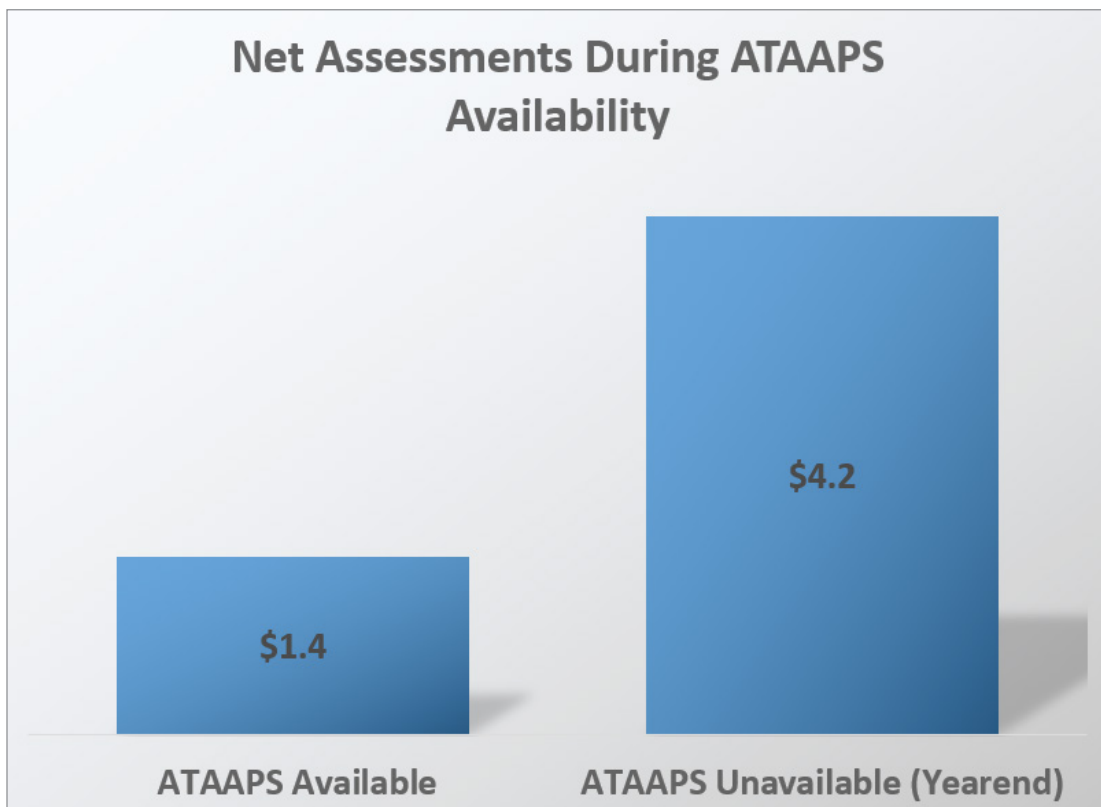 Net Assessments During ATAAPS
Availability
$4.2
$1.4
ATAAPS Available
ATAAPS Unavailable (Yearend)